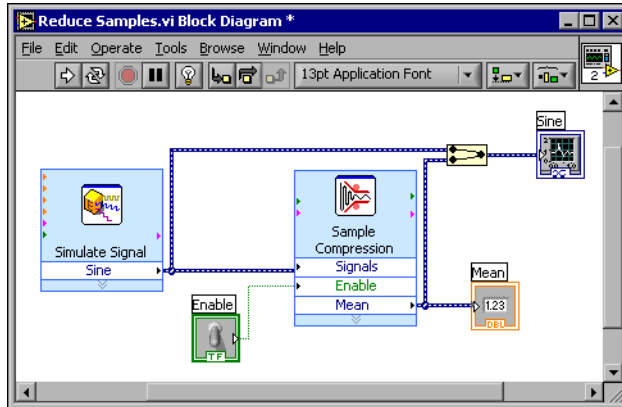 Reduce Samples.vi Block Diagram *
File Edit Operate Tools Browse Window Help
13pt Application Font
2
Sine
Simulate Signal
Sine
Sample
Compression
Signals
Enable
Mean
Mean
1.23
DBL
Enable
TF